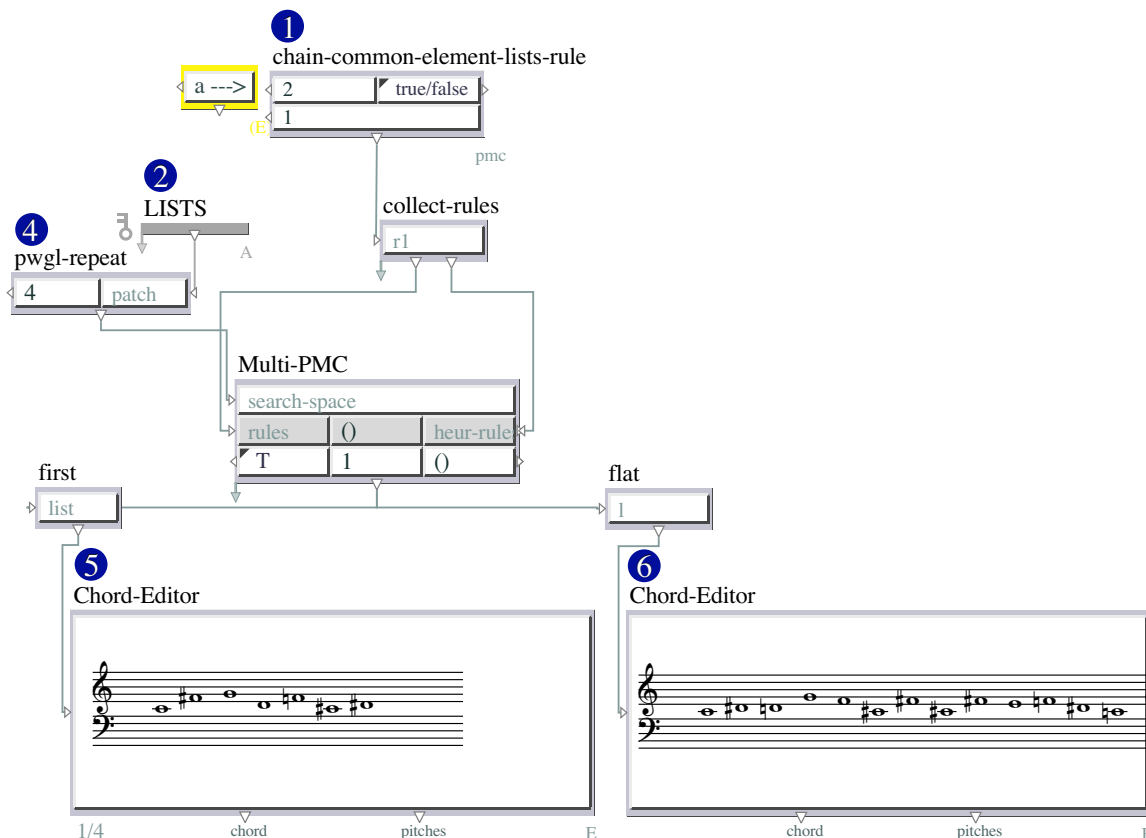 1
chain-common-element-lists-rule
a --->
2
true/false
(E
1
pmc
2
LISTS
A
collect-rules
r1
4
pwgl-repeat
4
patch
Multi-PMC
search-space
rules
()
heur-rule
T
1
()
first
list
flat
l
5
Chord-Editor
6
Chord-Editor
1/4
chord
pitches
E
chord
pitches